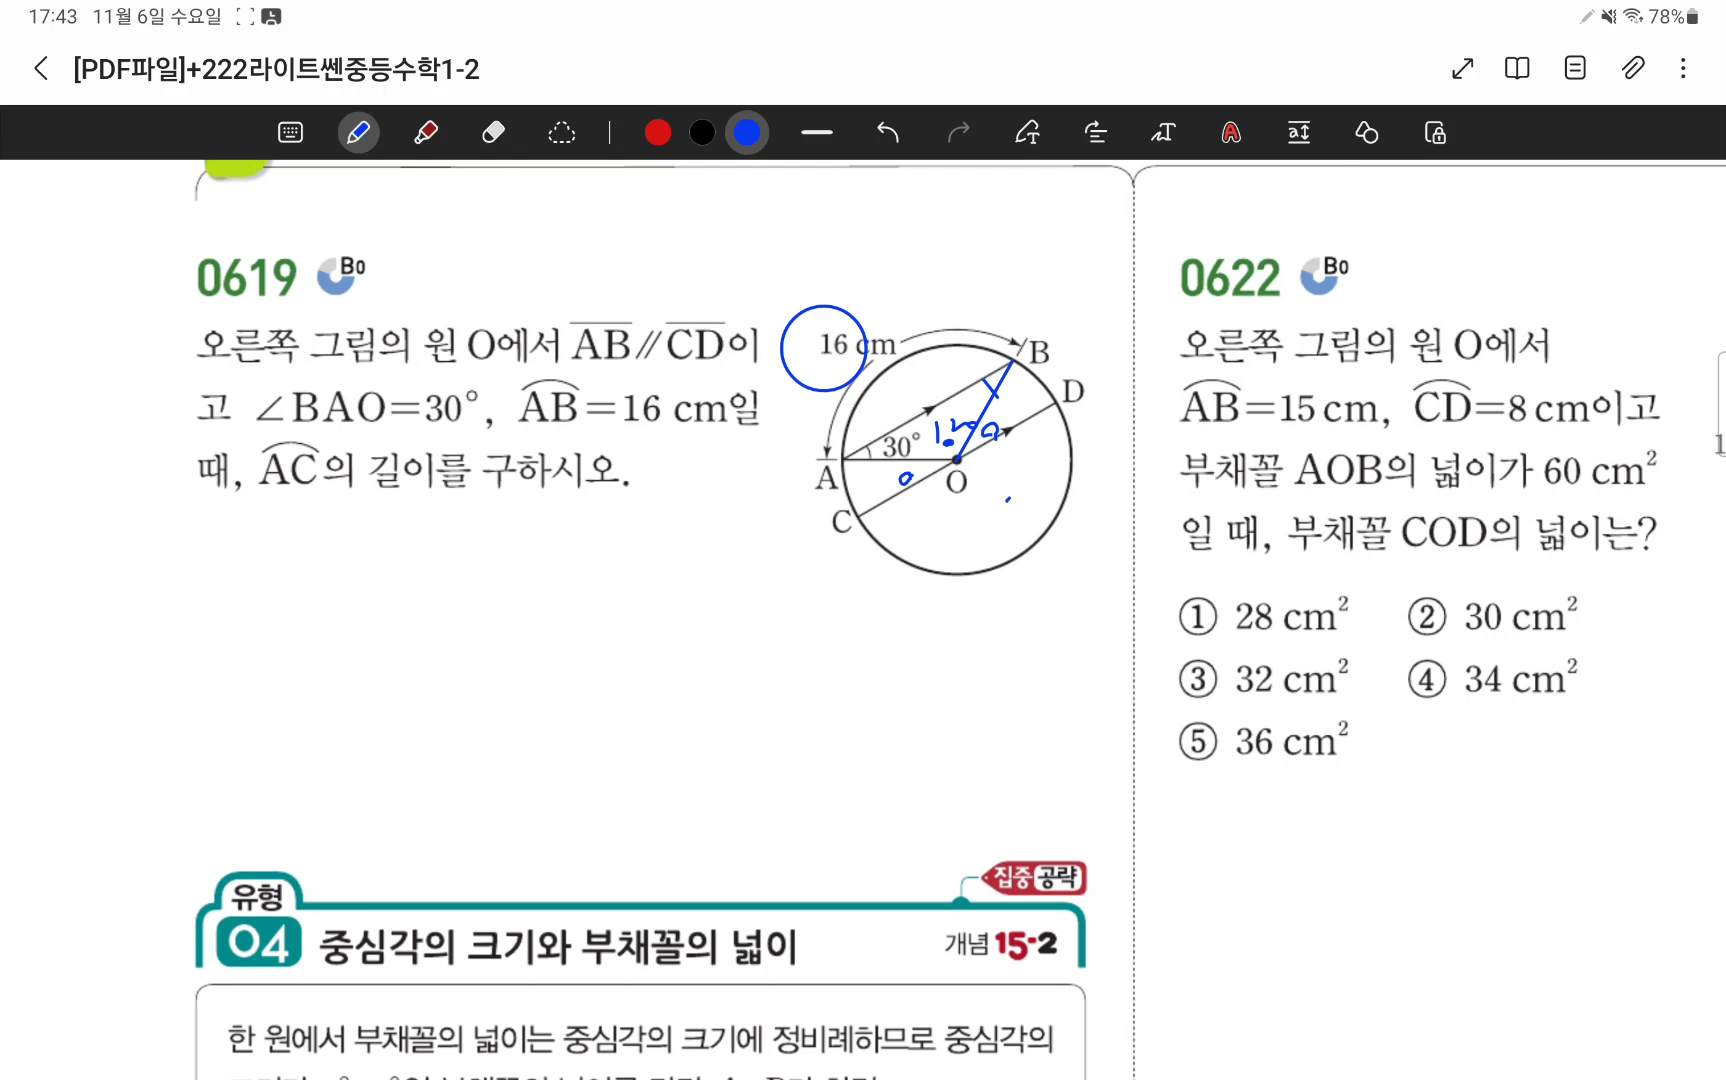 17:43 11월 6일 수요일
78%
[PDF파일]+222라이트쎈중등수학1-2
0619 B0
오른쪽 그림의 원 O에서 AB∥CD이
고 ∠BAO=30°, AB=16 cm일
때, AC의 길이를 구하시오.
16 cm
B
D
30°
120
A
O
C
0622 B0
오른쪽 그림의 원 O에서
AB=15 cm, CD=8 cm이고
부채꼴 AOB의 넓이가 60 cm²
일 때, 부채꼴 COD의 넓이는?
① 28 cm² ② 30 cm²
③ 32 cm² ④ 34 cm²
⑤ 36 cm²
집중 공략
유형
04 중심각의 크기와 부채꼴의 넓이 개념 15-2
한 원에서 부채꼴의 넓이는 중심각의 크기에 정비례하므로 중심각의